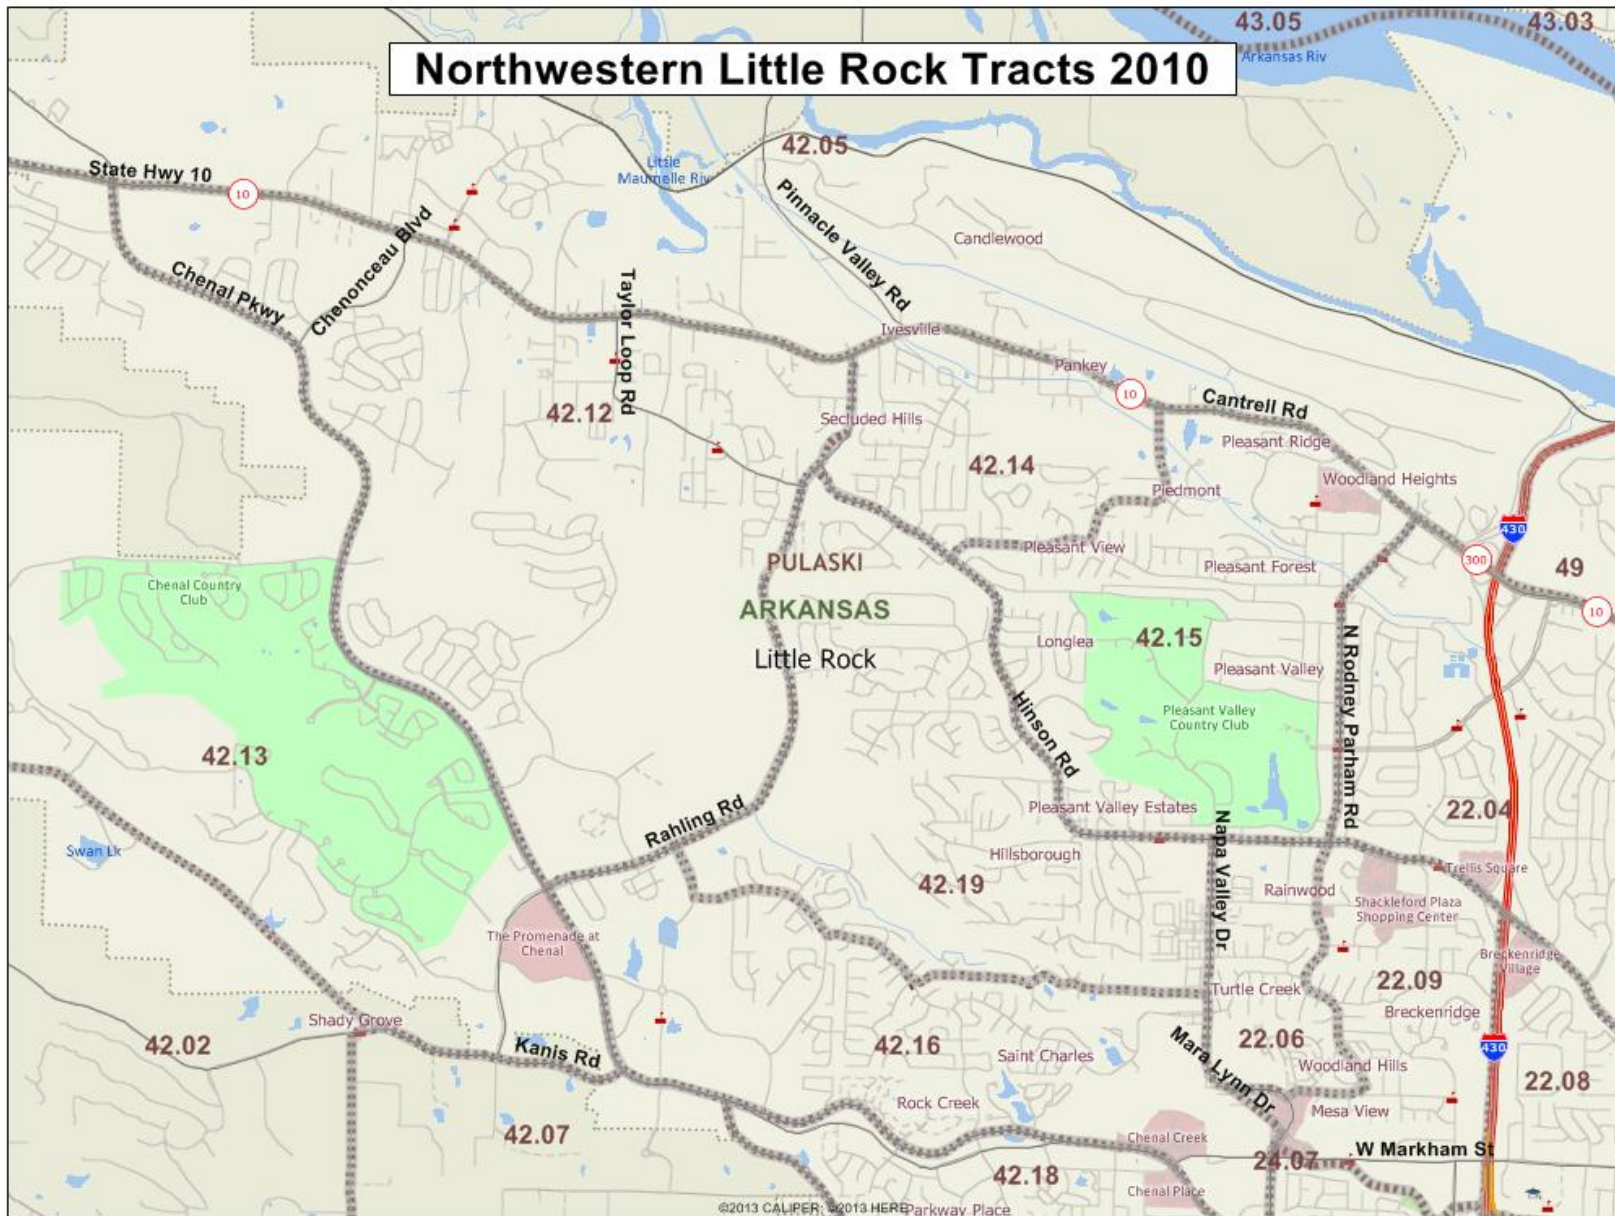 43.05
43.03
Northwestern Little Rock Tracts 2010
Arkansas Riv
42.05
State Hwy 10
10
Little
Maumelle Riv
Pinnacle Valley Rd
Candlewood
Chenonceau Blvd
Chenal Pkwy
Taylor Loop Rd
Ivesville
Pankey
10
Cantrell Rd
42.12
Secluded Hills
Pleasant Ridge
42.14
Woodland Heights
Piedmont
430
Pleasant View
PULASKI
Pleasant Forest
300
49
Chenal Country
Club
ARKANSAS
10
Longlea
42.15
Little Rock
Pleasant Valley
N Rodney Parham Rd
Hinson Rd
Pleasant Valley
Country Club
42.13
Rahling Rd
Pleasant Valley Estates
22.04
Napa Valley Dr
Swan Lk
Hillsborough
Trellis Square
42.19
Rainwood
Shackleford Plaza
Shopping Center
The Promenade at
Chenal
Breckenridge
Village
Turtle Creek
22.09
Breckenridge
Shady Grove
42.02
Kanis Rd
42.16
Saint Charles
Mara Lynn Dr
22.06
430
Woodland Hills
22.08
Rock Creek
Mesa View
42.07
Chenal Creek
W Markham St
24.07
42.18
Chenal Place
©2013 CALIPER; ©2013 HERE
Parkway Place